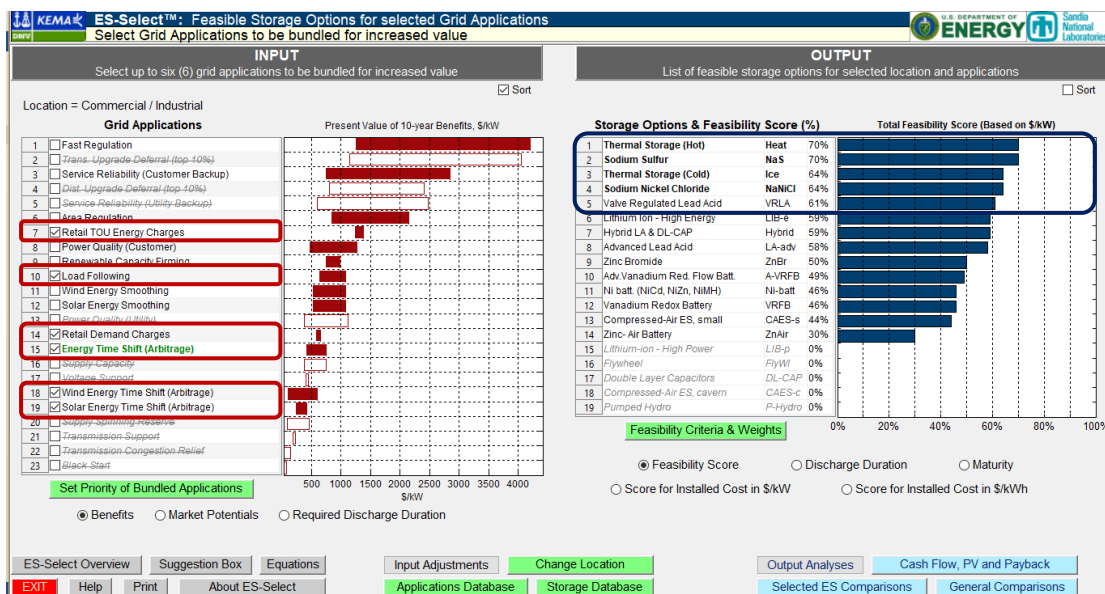 KEMA ES-Select™: Feasible Storage Options for selected Grid Applications
DNV Select Grid Applications to be bundled for increased value
U.S. DEPARTMENT OF ENERGY
Sandia National Laboratories
INPUT
Select up to six (6) grid applications to be bundled for increased value
Sort
Location = Commercial / Industrial
Grid Applications
Present Value of 10-year Benefits, $/kW
1 Fast Regulation
2 Trans. Upgrade Deferral (top 10%)
3 Service Reliability (Customer Backup)
4 Dist. Upgrade Deferral (top 10%)
5 Service Reliability (Utility Backup)
6 Area Regulation
7 Retail TOU Energy Charges
8 Power Quality (Customer)
9 Renewable Capacity Firming
10 Load Following
11 Wind Energy Smoothing
12 Solar Energy Smoothing
13 Power Quality (Utility)
14 Retail Demand Charges
15 Energy Time Shift (Arbitrage)
16 Supply Capacity
17 Voltage Support
18 Wind Energy Time Shift (Arbitrage)
19 Solar Energy Time Shift (Arbitrage)
20 Supply Spinning Reserve
21 Transmission Support
22 Transmission Congestion Relief
23 Black Start
500 1000 1500 2000 2500 3000 3500 4000
$/kW
Set Priority of Bundled Applications
Benefits Market Potentials Required Discharge Duration
OUTPUT
List of feasible storage options for selected location and applications
Sort
Storage Options & Feasibility Score (%)
Total Feasibility Score (Based on $/kW)
1 Thermal Storage (Hot) Heat 70%
2 Sodium Sulfur NaS 70%
3 Thermal Storage (Cold) Ice 64%
4 Sodium Nickel Chloride NaNiCl 64%
5 Valve Regulated Lead Acid VRLA 61%
6 Lithium Ion - High Energy LIB-e 59%
7 Hybrid LA & DL-CAP Hybrid 59%
8 Advanced Lead Acid LA-adv 58%
9 Zinc Bromide ZnBr 50%
10 Adv.Vanadium Red. Flow Batt. A-VRFB 49%
11 Ni batt. (NiCd, NiZn, NiMH) Ni-batt 46%
12 Vanadium Redox Battery VRFB 46%
13 Compressed-Air ES, small CAES-s 44%
14 Zinc- Air Battery ZnAir 30%
15 Lithium-ion - High Power LIB-p 0%
16 Flywheel FlyWl 0%
17 Double Layer Capacitors DL-CAP 0%
18 Compressed-Air ES, cavern CAES-c 0%
19 Pumped Hydro P-Hydro 0%
0% 20% 40% 60% 80% 100%
Feasibility Criteria & Weights
Feasibility Score Discharge Duration Maturity
Score for Installed Cost in $/kW Score for Installed Cost in $/kWh
ES-Select Overview Suggestion Box Equations Input Adjustments Change Location Output Analyses Cash Flow, PV and Payback
EXIT Help Print About ES-Select Applications Database Storage Database Selected ES Comparisons General Comparisons